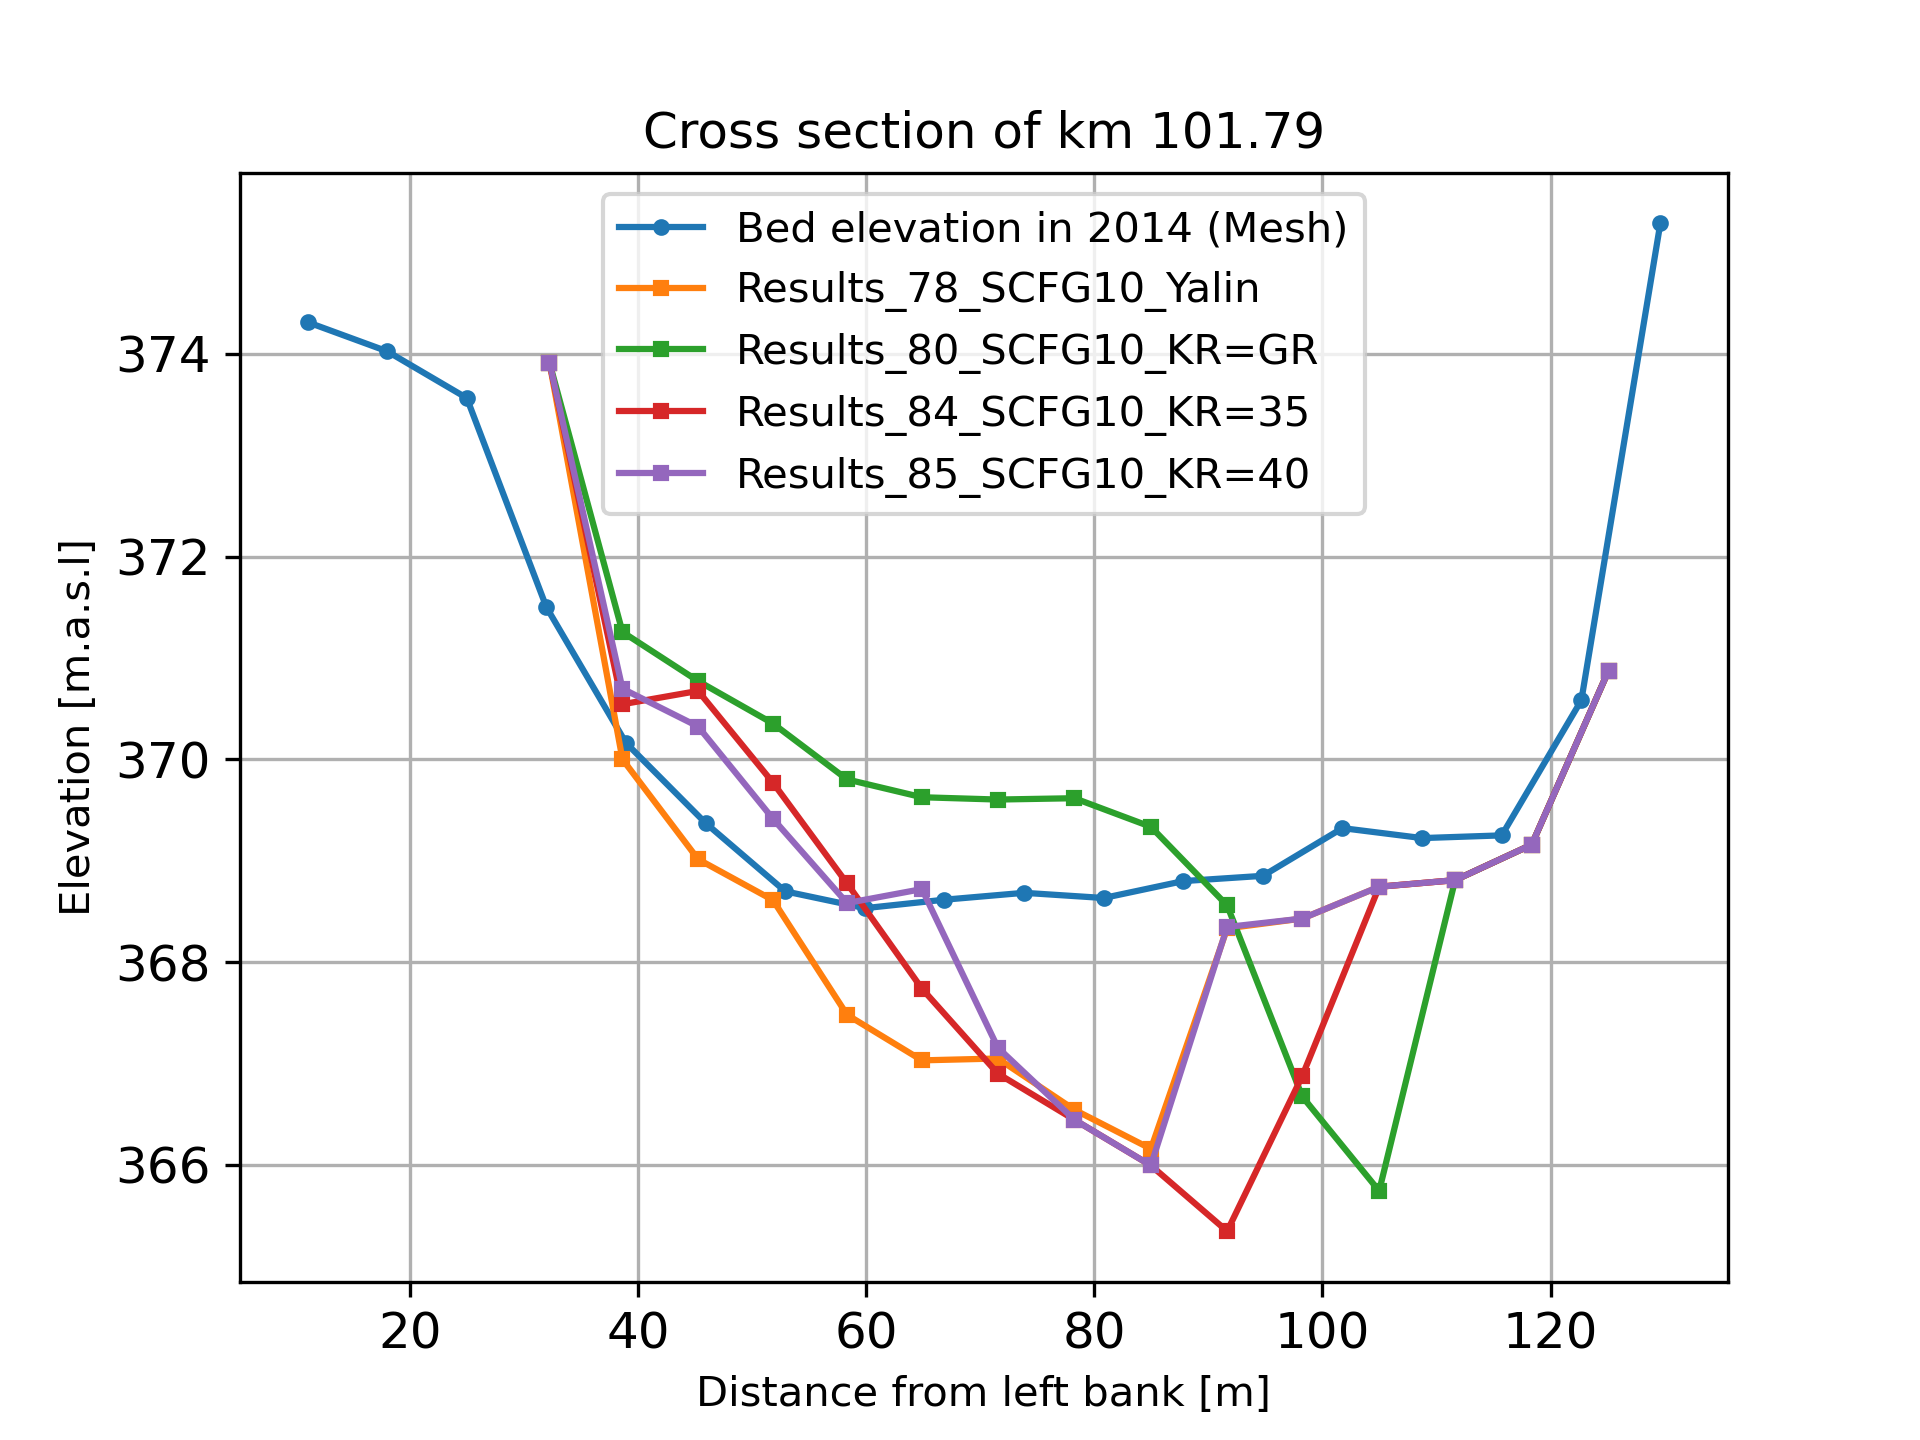 Cross section of km 101.79
Bed elevation in 2014 (Mesh)
Results_78_SCFG10_Yalin
Results_80_SCFG10_KR=GR
Results_84_SCFG10_KR=35
Results_85_SCFG10_KR=40
374
372
370
368
366
Elevation [m.a.s.l]
20 40 60 80 100 120
Distance from left bank [m]